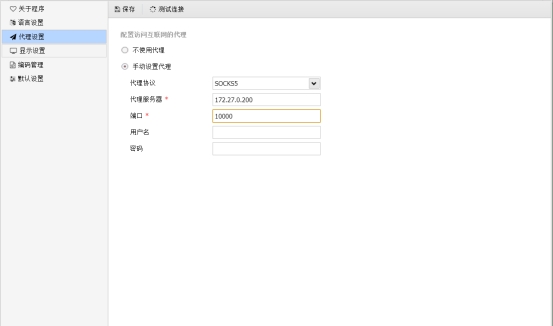 关于程序
语言设置
代理设置
显示设置
编码管理
默认设置
保存 测试连接
配置访问互联网的代理
不使用代理
手动设置代理
代理协议 SOCKS5
代理服务器 * 172.27.0.200
端口 * 10000
用户名
密码